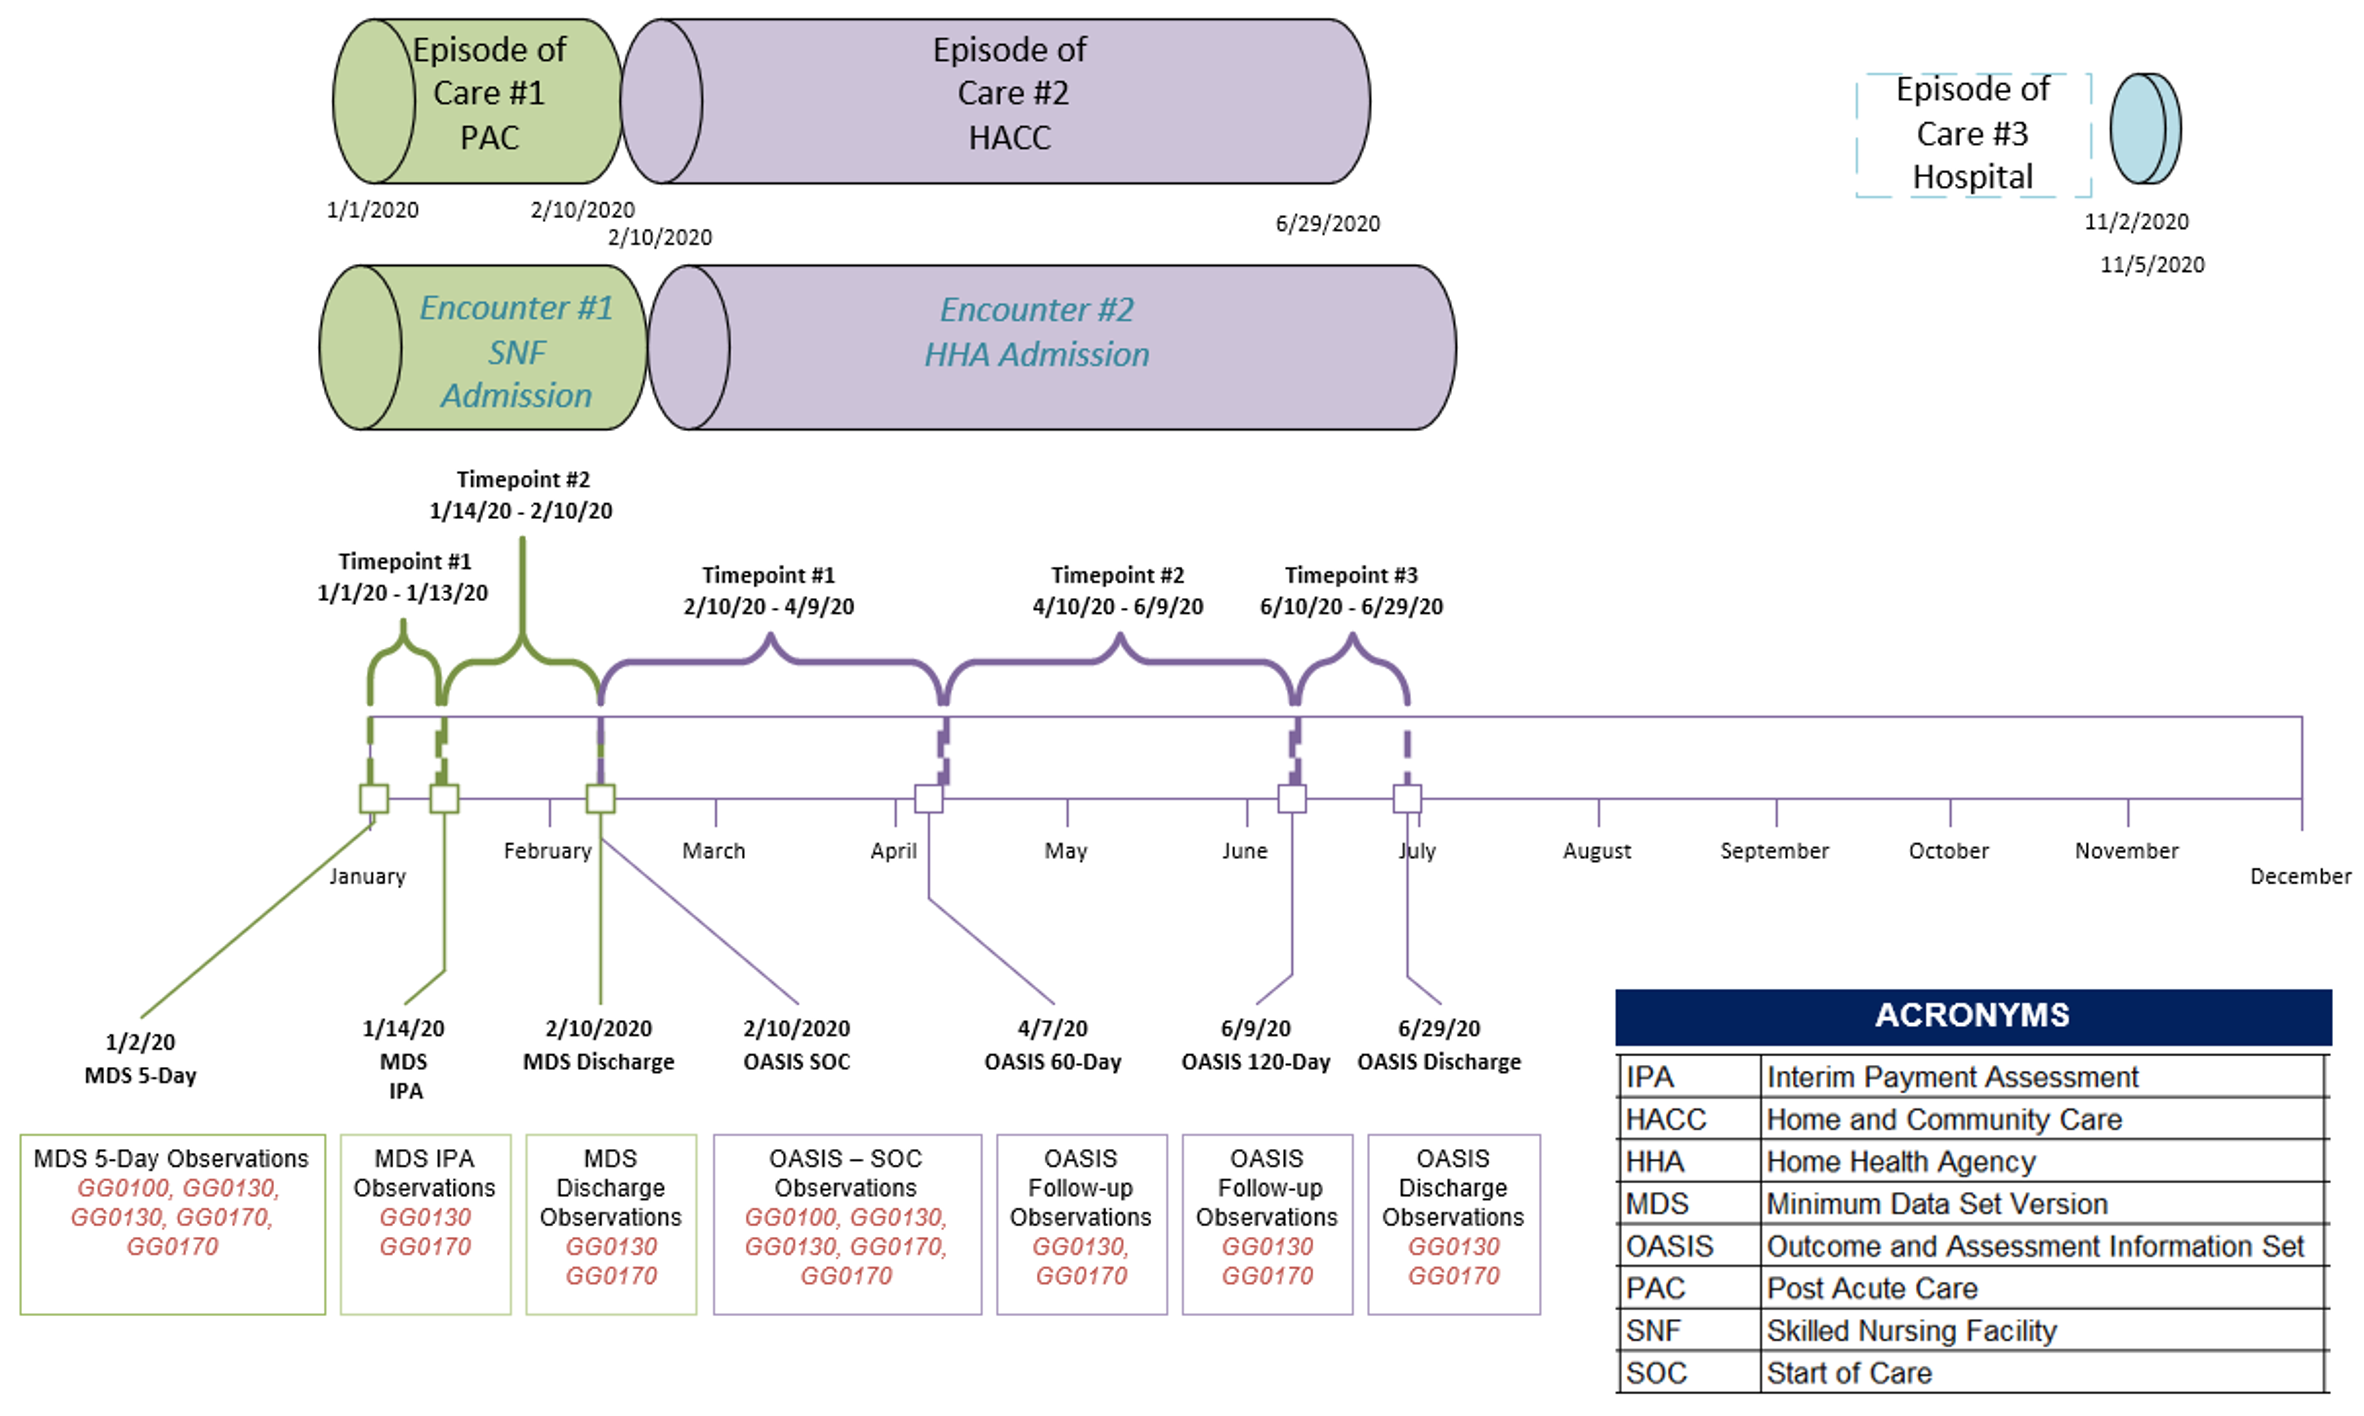 Episode of
Care #1
PAC
Episode of
Care #2
HACC
Episode of
Care #3
Hospital
1/1/2020
2/10/2020
2/10/2020
6/29/2020
11/2/2020
11/5/2020
Encounter #1
SNF
Admission
Encounter #2
HHA Admission
Timepoint #2
1/14/20 - 2/10/20
Timepoint #1
1/1/20 - 1/13/20
Timepoint #1
2/10/20 - 4/9/20
Timepoint #2
4/10/20 - 6/9/20
Timepoint #3
6/10/20 - 6/29/20
January
February
March
April
May
June
July
August
September
October
November
December
1/2/20
MDS 5-Day
1/14/20
MDS
IPA
2/10/2020
MDS Discharge
2/10/2020
OASIS SOC
4/7/20
OASIS 60-Day
6/9/20
OASIS 120-Day
6/29/20
OASIS Discharge
MDS 5-Day Observations
GG0100, GG0130,
GG0130, GG0170,
GG0170
MDS IPA
Observations
GG0130
GG0170
MDS
Discharge
Observations
GG0130
GG0170
OASIS – SOC
Observations
GG0100, GG0130,
GG0130, GG0170,
GG0170
OASIS
Follow-up
Observations
GG0130,
GG0170
OASIS
Follow-up
Observations
GG0130
GG0170
OASIS
Discharge
Observations
GG0130
GG0170
ACRONYMS
IPA Interim Payment Assessment
HACC Home and Community Care
HHA Home Health Agency
MDS Minimum Data Set Version
OASIS Outcome and Assessment Information Set
PAC Post Acute Care
SNF Skilled Nursing Facility
SOC Start of Care